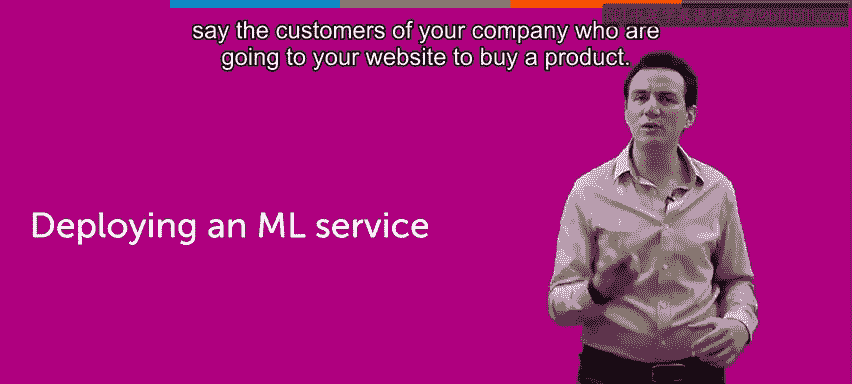 say the customers of your company who are
going to your website to buy a product.
Deploying an ML service